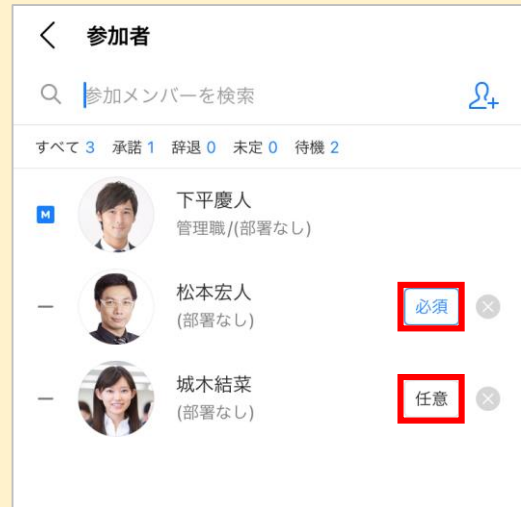 参加者
参加メンバーを検索
すべて 3 承諾 1 辞退 0 未定 0 待機 2
M
下平慶人
管理職/(部署なし)
松本宏人
(部署なし)
必須
城木結菜
(部署なし)
任意